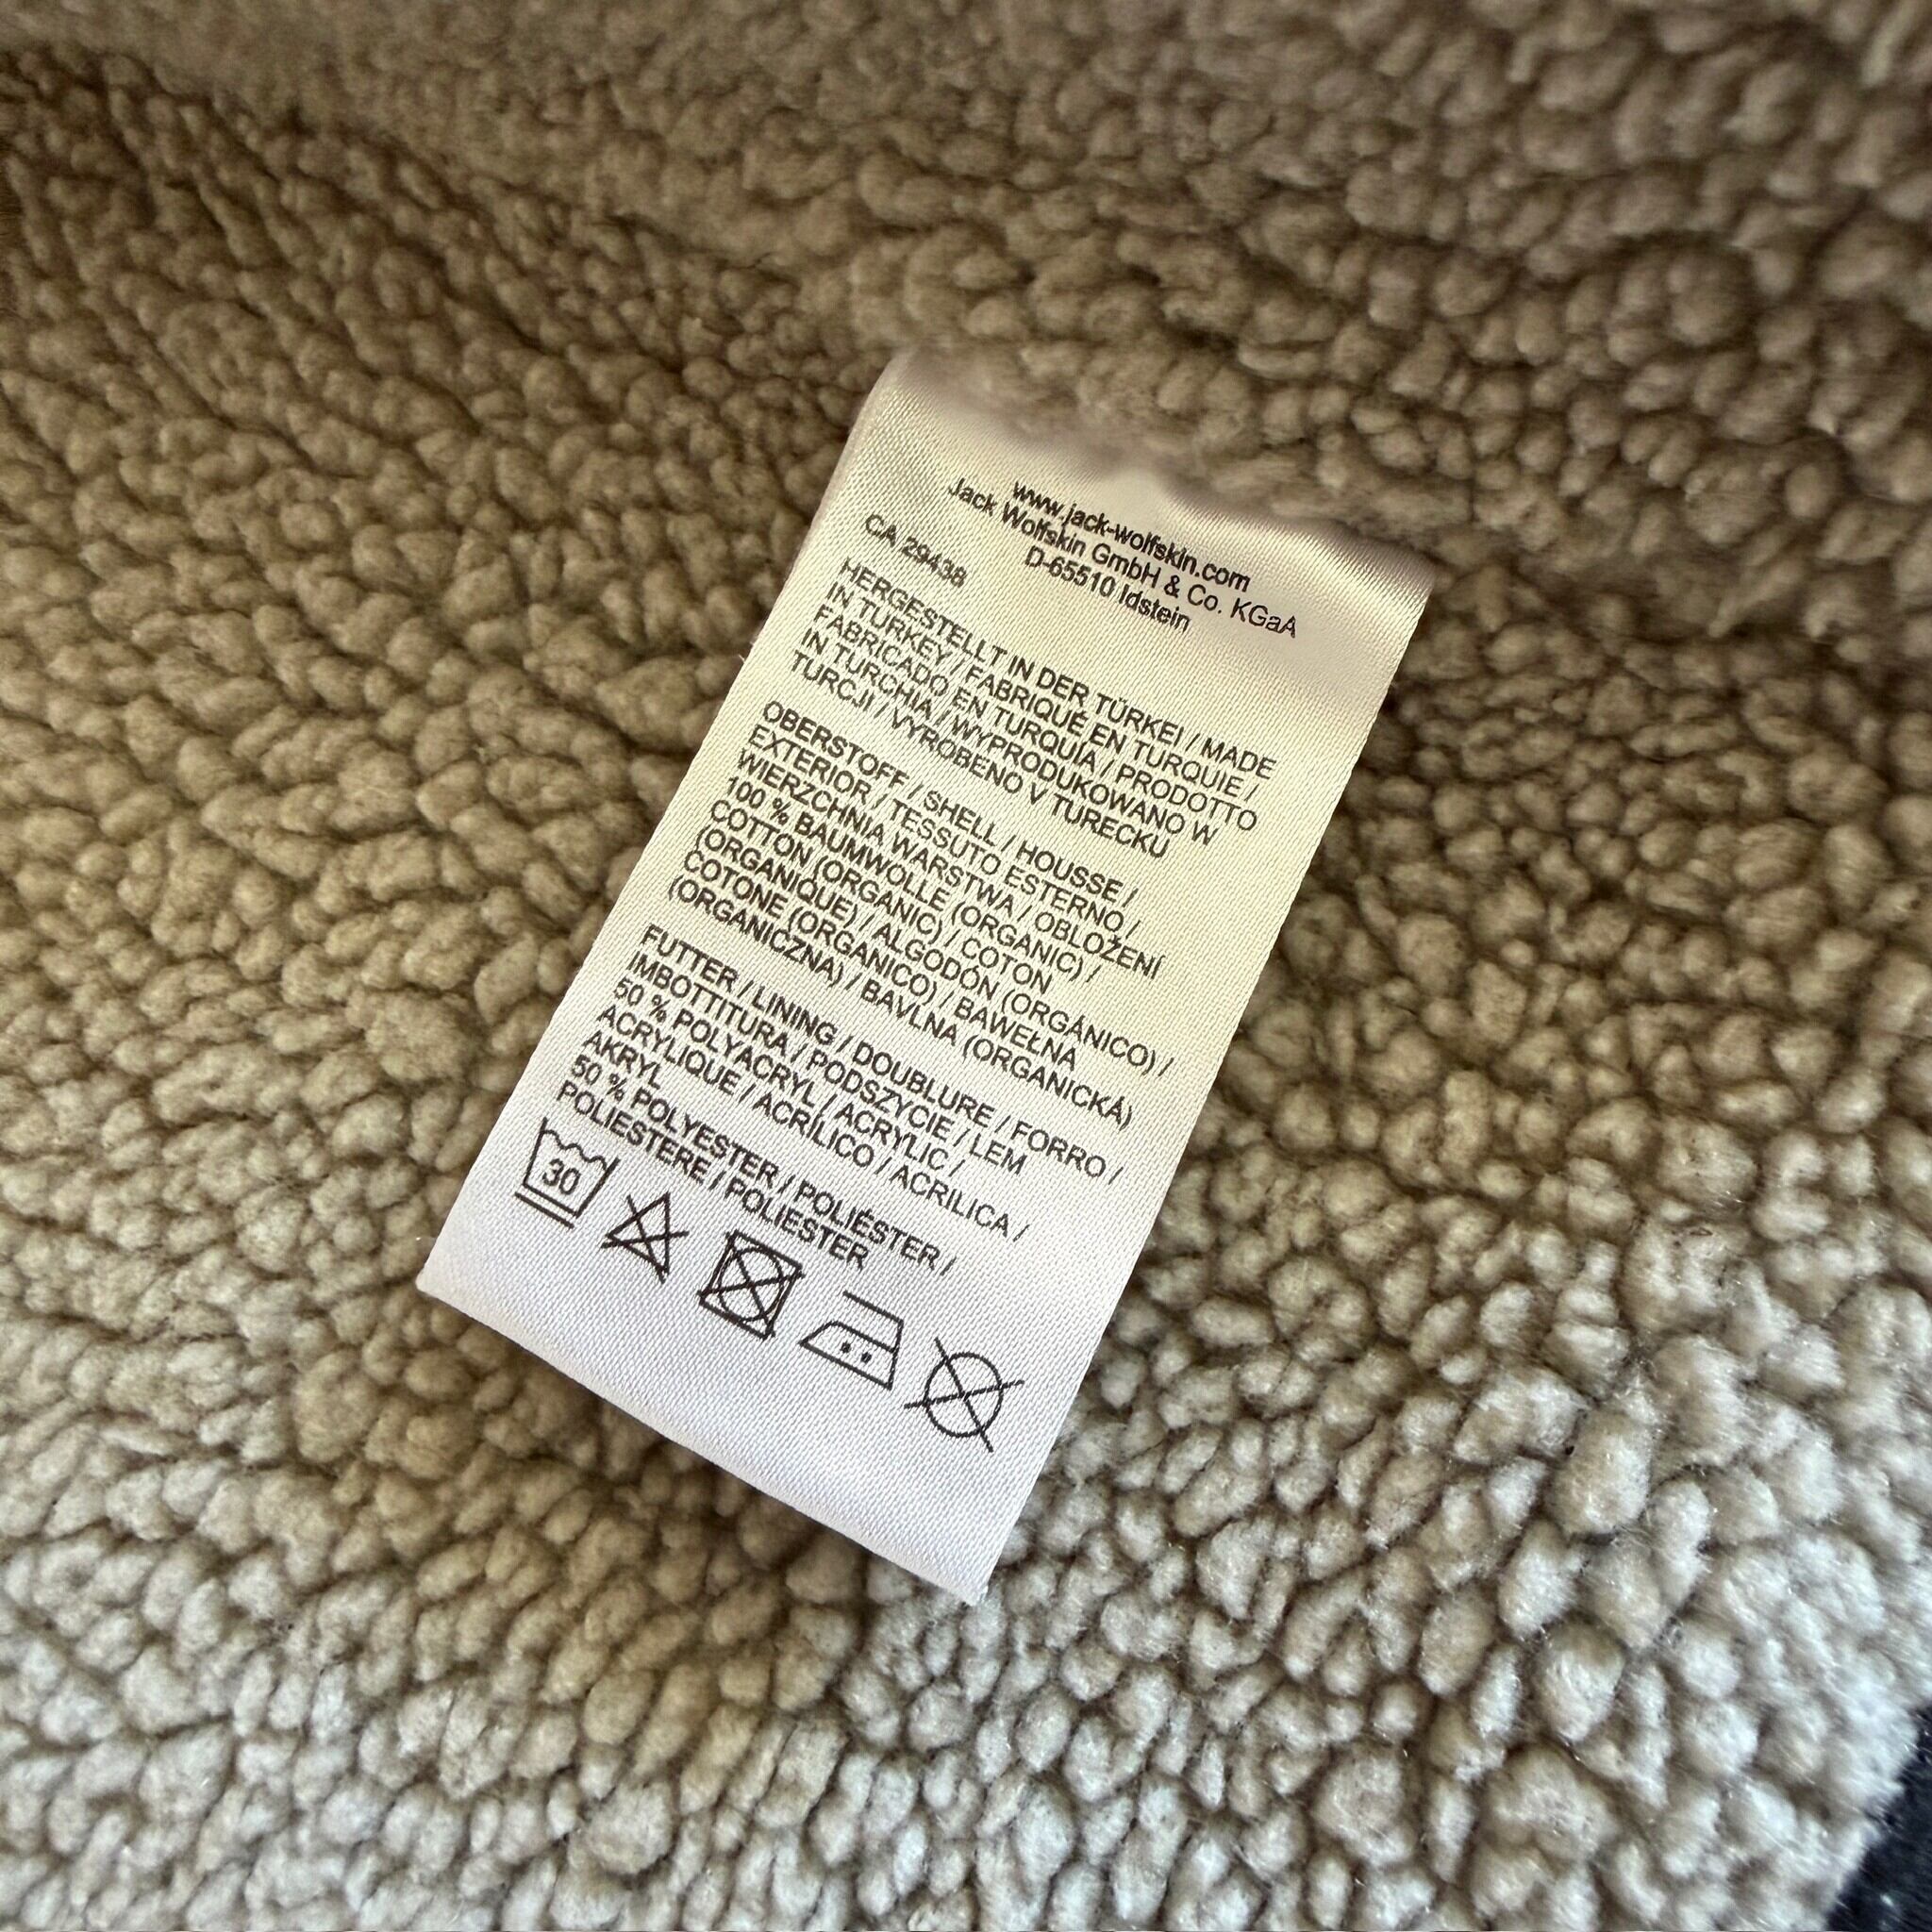 www.jack-wolfskin.com
Jack Wolfskin GmbH & Co. KGaA
D-65510 Idstein
CA 29438
HERGESTELLT IN DER TÜRKEI / MADE
IN TURKEY / FABRIQUÉ EN TURQUIE /
FABRICADO EN TURQUÍA / PRODOTTO
IN TURCHIA / WYPRODUKOWANO W
TURCJI / VYROBENO V TURECKU
OBERSTOFF / SHELL / HOUSSE /
EXTERIOR / TESSUTO ESTERNO /
WIERZCHNIA WARSTWA / OBLOŽENÍ
100 % BAUMWOLLE (ORGANIC) /
COTTON (ORGANIC) / COTON
(ORGANIQUE) / ALGODÓN (ORGÁNICO) /
COTONE (ORGANICO) / BAWEŁNA
(ORGANICZNA) / BAVLNA (ORGANICKÁ)
FUTTER / LINING / DOUBLURE / FORRO /
IMBOTTITURA / PODSZYCIE / LEM
50 % POLYACRYL / ACRYLIC /
ACRYLIQUE / ACRÍLICO / ACRILICA /
AKRYL
50 % POLYESTER / POLIÉSTER /
POLIESTERE / POLIESTER
30